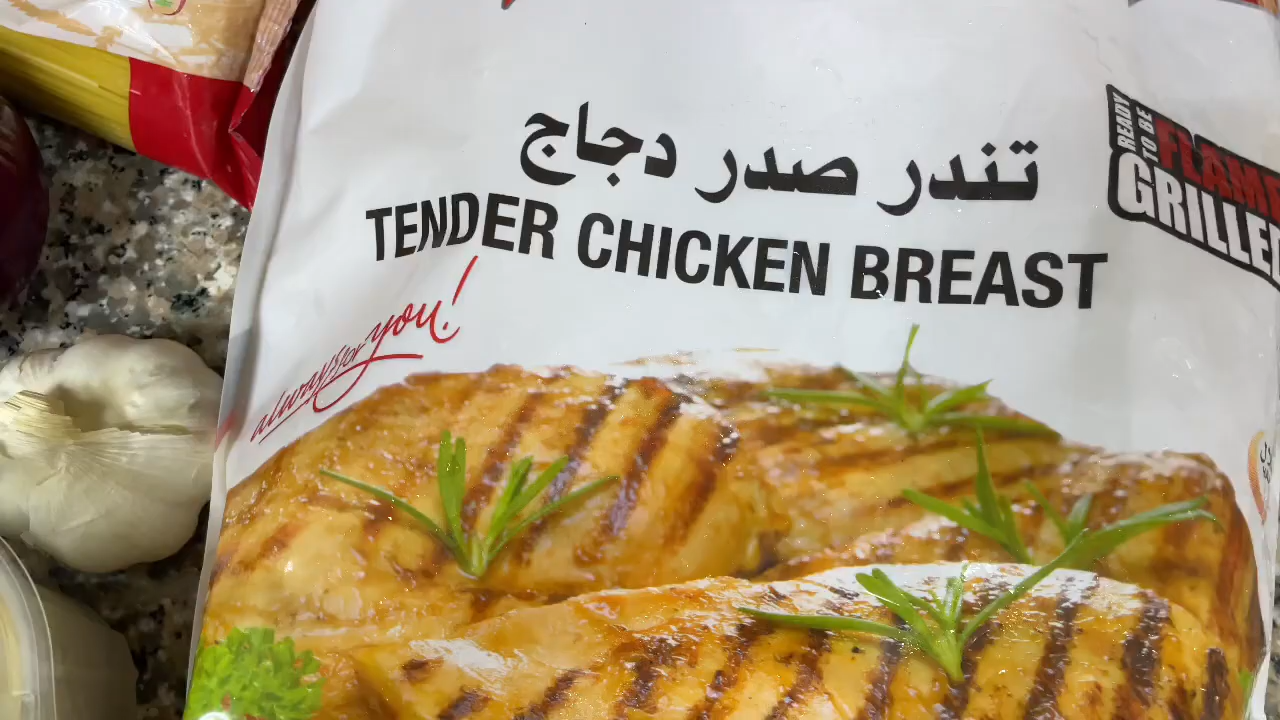 تندر صدر دجاج
TENDER CHICKEN BREAST
always for you!
READY
TO BE
FLAME
GRILLED